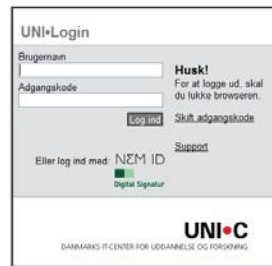 UNI•Login
Brugernavn
Adgangskode
Log ind
Eller log ind med: NEM ID
Digital Signatur
Husk!
For at logge ud, skal
du lukke browseren.
Skift adgangskode
Support
UNI•C
DANMARKS IT-CENTER FOR UDDANNELSE OG FORSKNING